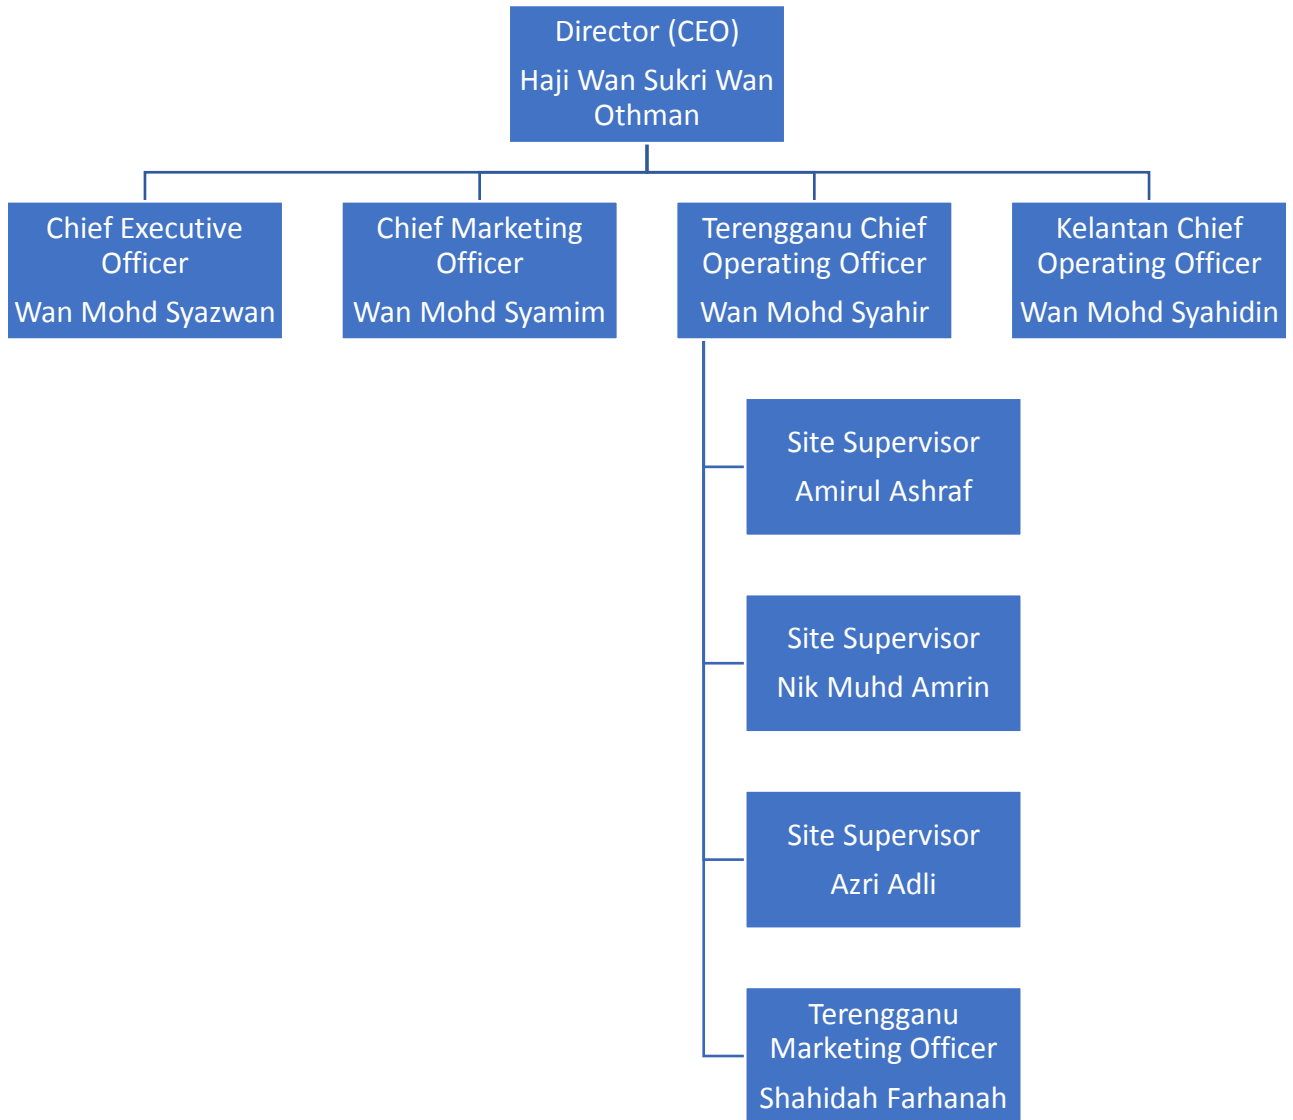 Director (CEO)
Haji Wan Sukri Wan
Othman
Chief Executive
Officer
Wan Mohd Syazwan
Chief Marketing
Officer
Wan Mohd Syamim
Terengganu Chief
Operating Officer
Wan Mohd Syahir
Kelantan Chief
Operating Officer
Wan Mohd Syahidin
Site Supervisor
Amirul Ashraf
Site Supervisor
Nik Muhd Amrin
Site Supervisor
Azri Adli
Terengganu
Marketing Officer
Shahidah Farhanah